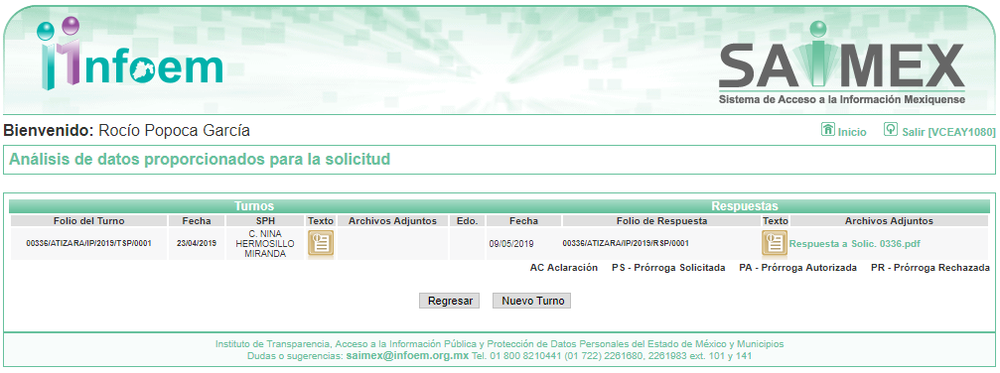 infoem
SAIMEX
Sistema de Acceso a la Información Mexiquense
Bienvenido: Rocío Popoca García
Inicio Salir [VCEAY1080]
Análisis de datos proporcionados para la solicitud
Turnos Respuestas
Folio del Turno Fecha SPH Texto Archivos Adjuntos Edo. Fecha Folio de Respuesta Texto Archivos Adjuntos
00336/ATIZARA/IP/2019/TSP/0001 23/04/2019 C. NINA HERMOSILLO MIRANDA 09/05/2019 00336/ATIZARA/IP/2019/RSP/0001 Respuesta a Solic. 0336.pdf
AC Aclaración PS - Prórroga Solicitada PA - Prórroga Autorizada PR - Prórroga Rechazada
Regresar Nuevo Turno
Instituto de Transparencia, Acceso a la Información Pública y Protección de Datos Personales del Estado de México y Municipios
Dudas o sugerencias: saimex@infoem.org.mx Tel. 01 800 8210441 (01 722) 2261680, 2261983 ext. 101 y 141